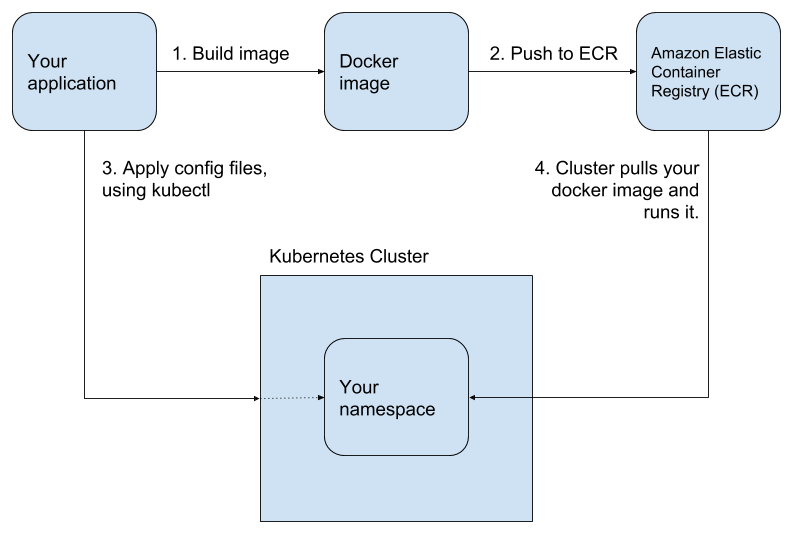 Your
application
1. Build image
Docker
image
2. Push to ECR
Amazon Elastic
Container
Registry (ECR)
3. Apply config files,
using kubectl
4. Cluster pulls your
docker image and
runs it.
Kubernetes Cluster
Your
namespace